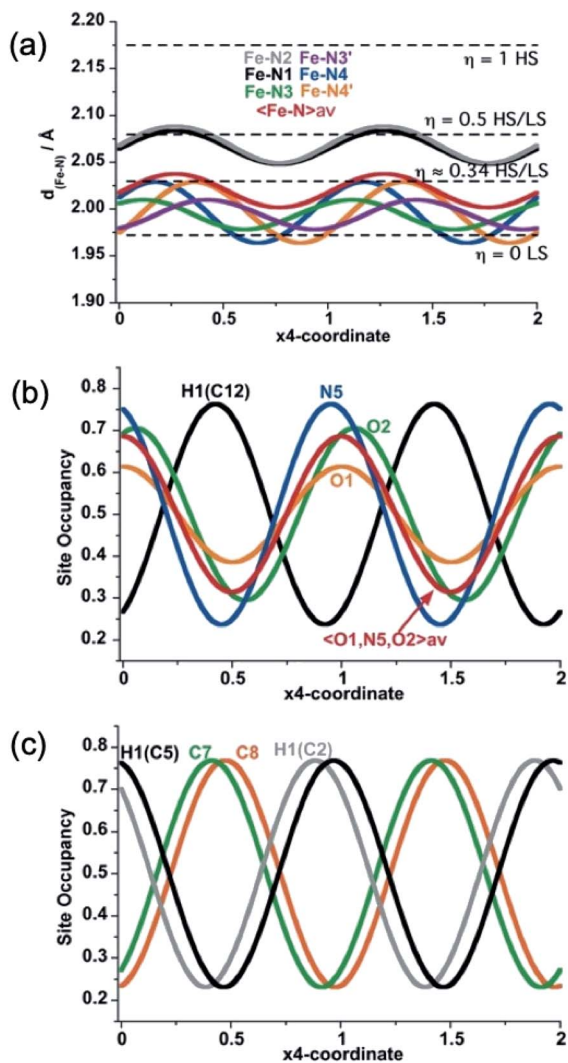 (a)
2.20
2.15
2.10
2.05
2.00
1.95
1.90
d(Fe-N) / Å
Fe-N2 Fe-N3'
Fe-N1 Fe-N4
Fe-N3 Fe-N4'
<Fe-N>av
η = 1 HS
η = 0.5 HS/LS
η ≈ 0.34 HS/LS
η = 0 LS
0 0.5 1 1.5 2
x4-coordinate
(b)
0.8
0.7
0.6
0.5
0.4
0.3
0.2
Site Occupancy
H1(C12) N5
O2
O1
<O1,N5,O2>av
0 0.5 1 1.5 2
x4-coordinate
(c)
0.8
0.7
0.6
0.5
0.4
0.3
0.2
Site Occupancy
H1(C5) C7 C8 H1(C2)
0 0.5 1 1.5 2
x4-coordinate